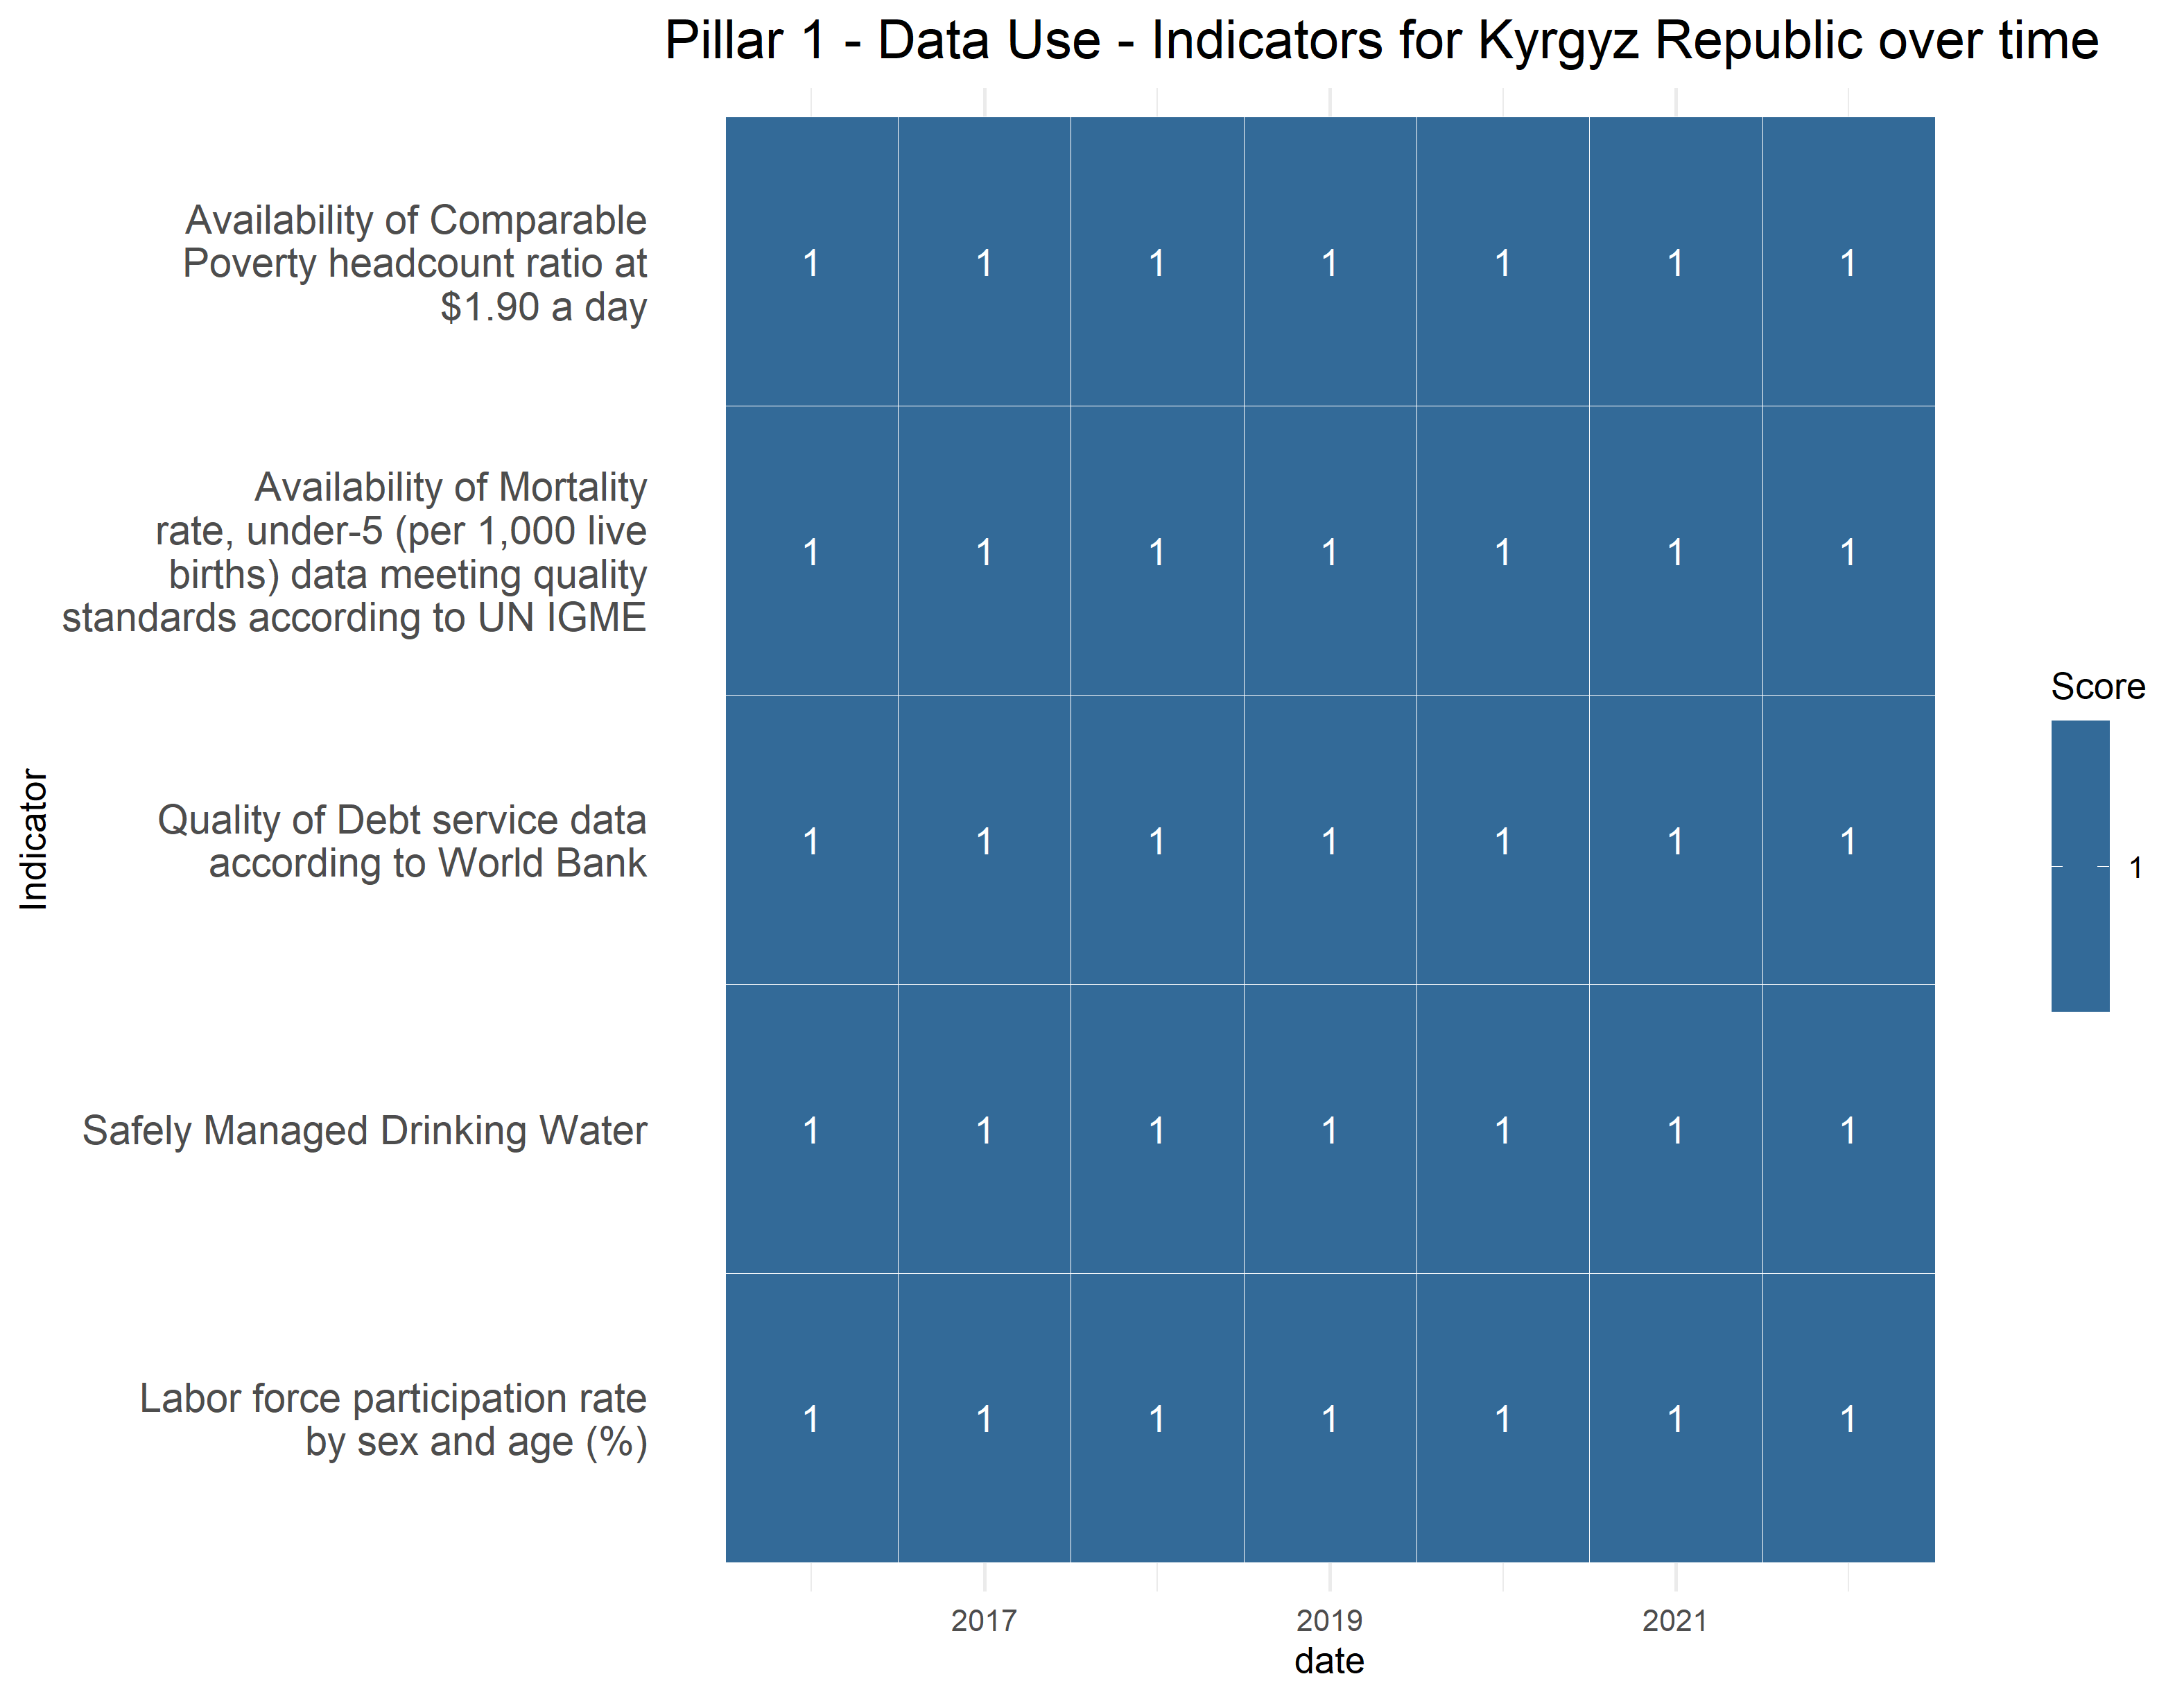 Pillar 1 - Data Use - Indicators for Kyrgyz Republic over time
Indicator
Availability of Comparable
Poverty headcount ratio at
$1.90 a day
1 1 1 1 1 1 1
Availability of Mortality
rate, under-5 (per 1,000 live
births) data meeting quality
standards according to UN IGME
1 1 1 1 1 1 1
Quality of Debt service data
according to World Bank
1 1 1 1 1 1 1
Safely Managed Drinking Water
1 1 1 1 1 1 1
Labor force participation rate
by sex and age (%)
1 1 1 1 1 1 1
2017 2019 2021
date
Score
1